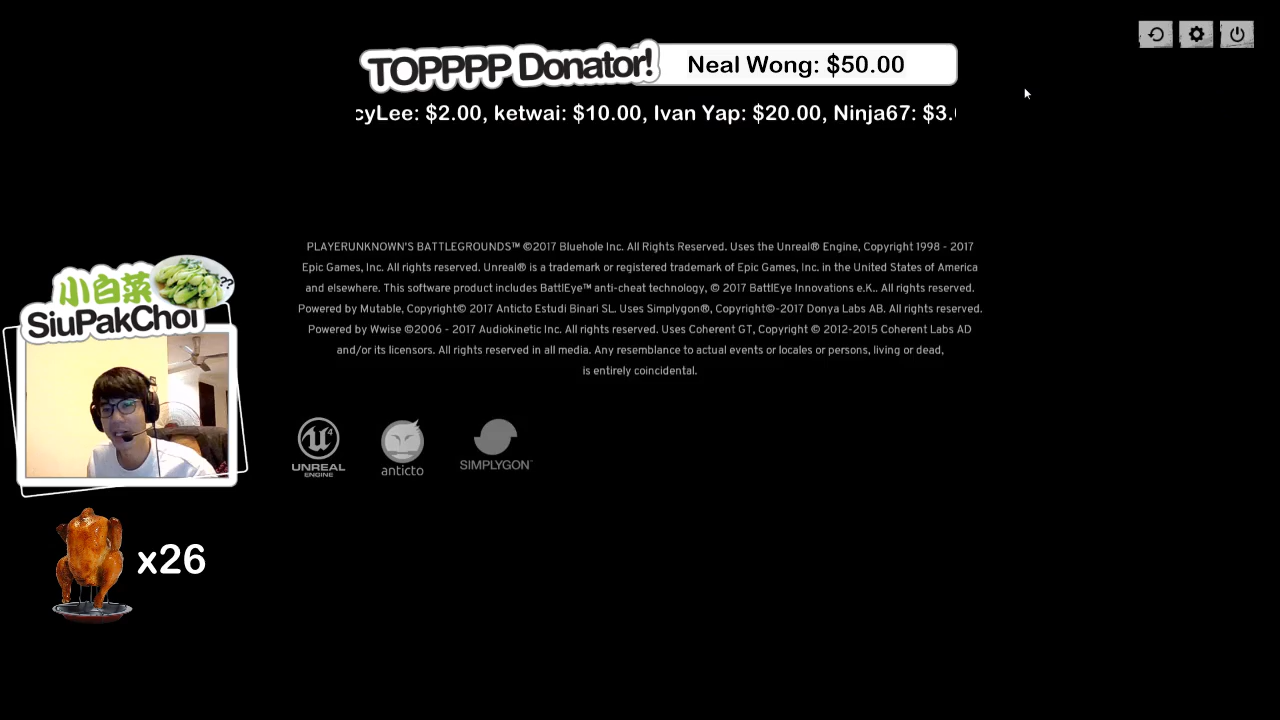 TOPPPP Donator!
Neal Wong: $50.00
cyLee: $2.00, ketwai: $10.00, Ivan Yap: $20.00, Ninja67: $3.
PLAYERUNKNOWN'S BATTLEGROUNDS™ ©2017 Bluehole Inc. All Rights Reserved. Uses the Unreal® Engine, Copyright 1998 - 2017
Epic Games, Inc. All rights reserved. Unreal® is a trademark or registered trademark of Epic Games, Inc. in the United States of America
and elsewhere. This software product includes BattlEye™ anti-cheat technology, © 2017 BattlEye Innovations e.K.. All rights reserved.
Powered by Mutable, Copyright© 2017 Anticto Estudi Binari SL. Uses Simplygon®, Copyright©-2017 Donya Labs AB. All rights reserved.
Powered by Wwise ©2006 - 2017 Audiokinetic Inc. All rights reserved. Uses Coherent GT, Copyright © 2012-2015 Coherent Labs AD
and/or its licensors. All rights reserved in all media. Any resemblance to actual events or locales or persons, living or dead,
is entirely coincidental.
小白菜??
SiuPakChoi
U4
UNREAL
ENGINE
anticto
SIMPLYGON™
x26